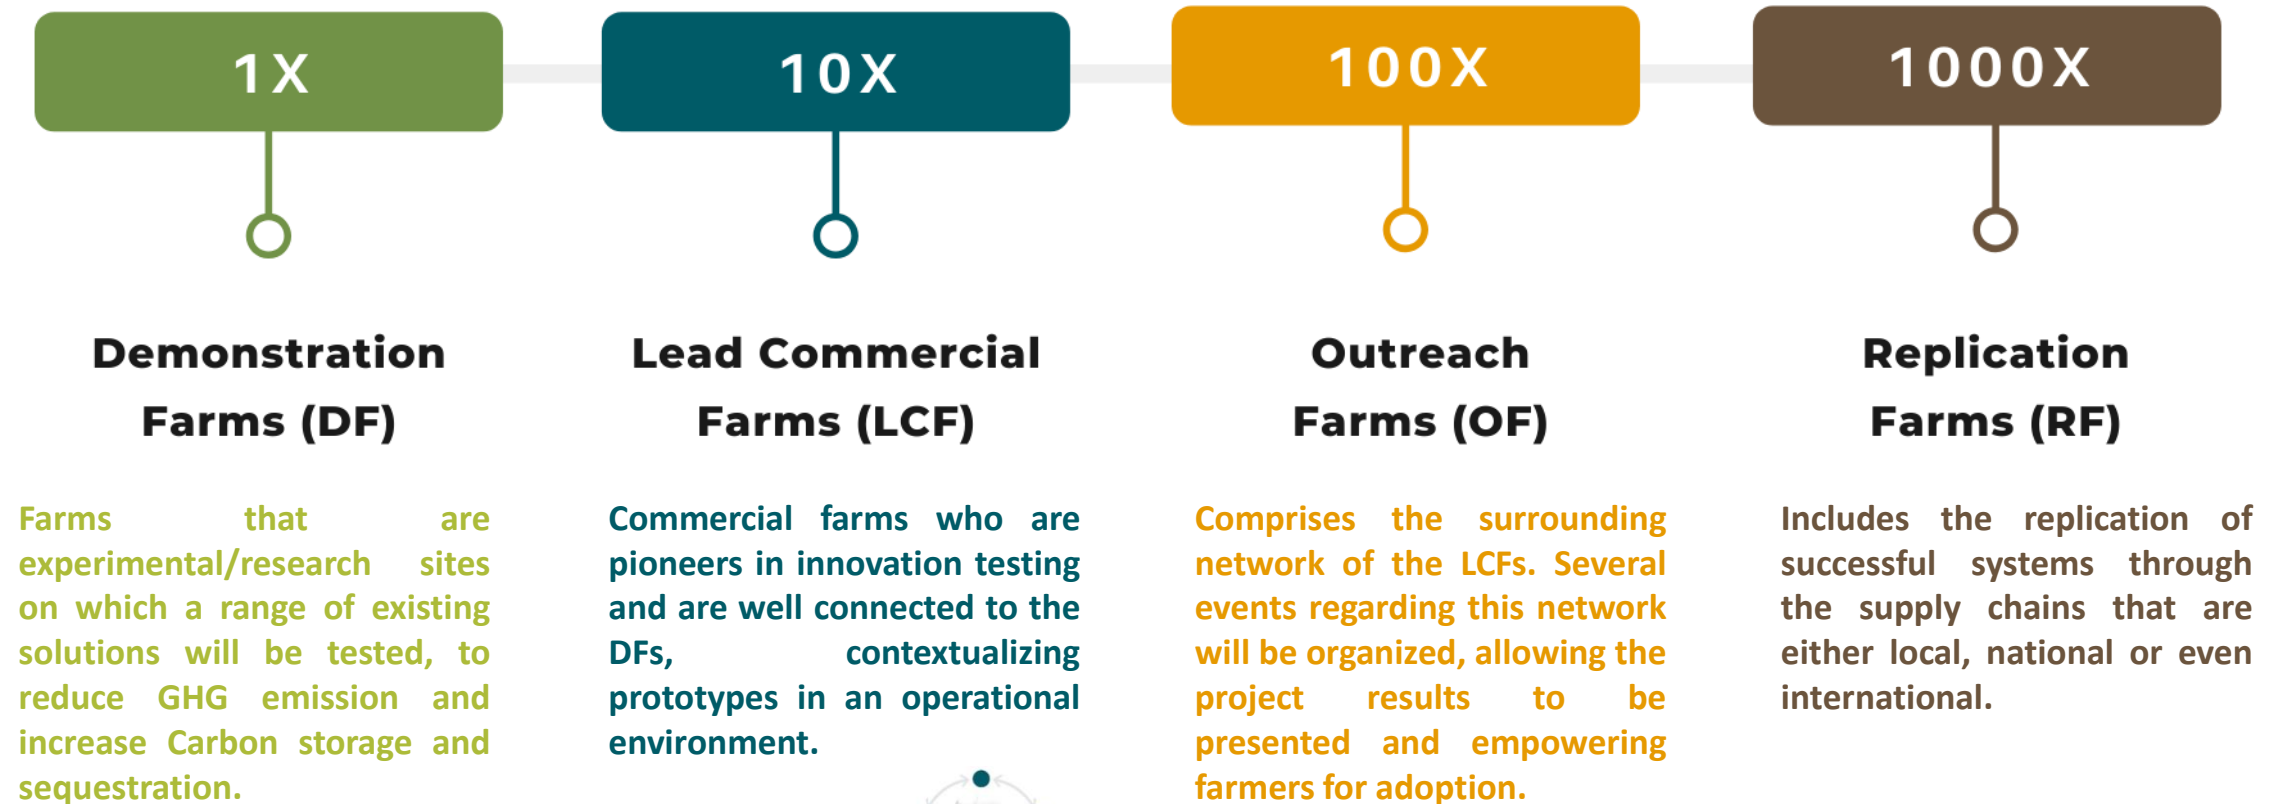 1X
Demonstration
Farms (DF)
Farms that are
experimental/research sites
on which a range of existing
solutions will be tested, to
reduce GHG emission and
increase Carbon storage and
sequestration.
10X
Lead Commercial
Farms (LCF)
Commercial farms who are
pioneers in innovation testing
and are well connected to the
DFs, contextualizing
prototypes in an operational
environment.
100X
Outreach
Farms (OF)
Comprises the surrounding
network of the LCFs. Several
events regarding this network
will be organized, allowing the
project results to be
presented and empowering
farmers for adoption.
1000X
Replication
Farms (RF)
Includes the replication of
successful systems through
the supply chains that are
either local, national or even
international.